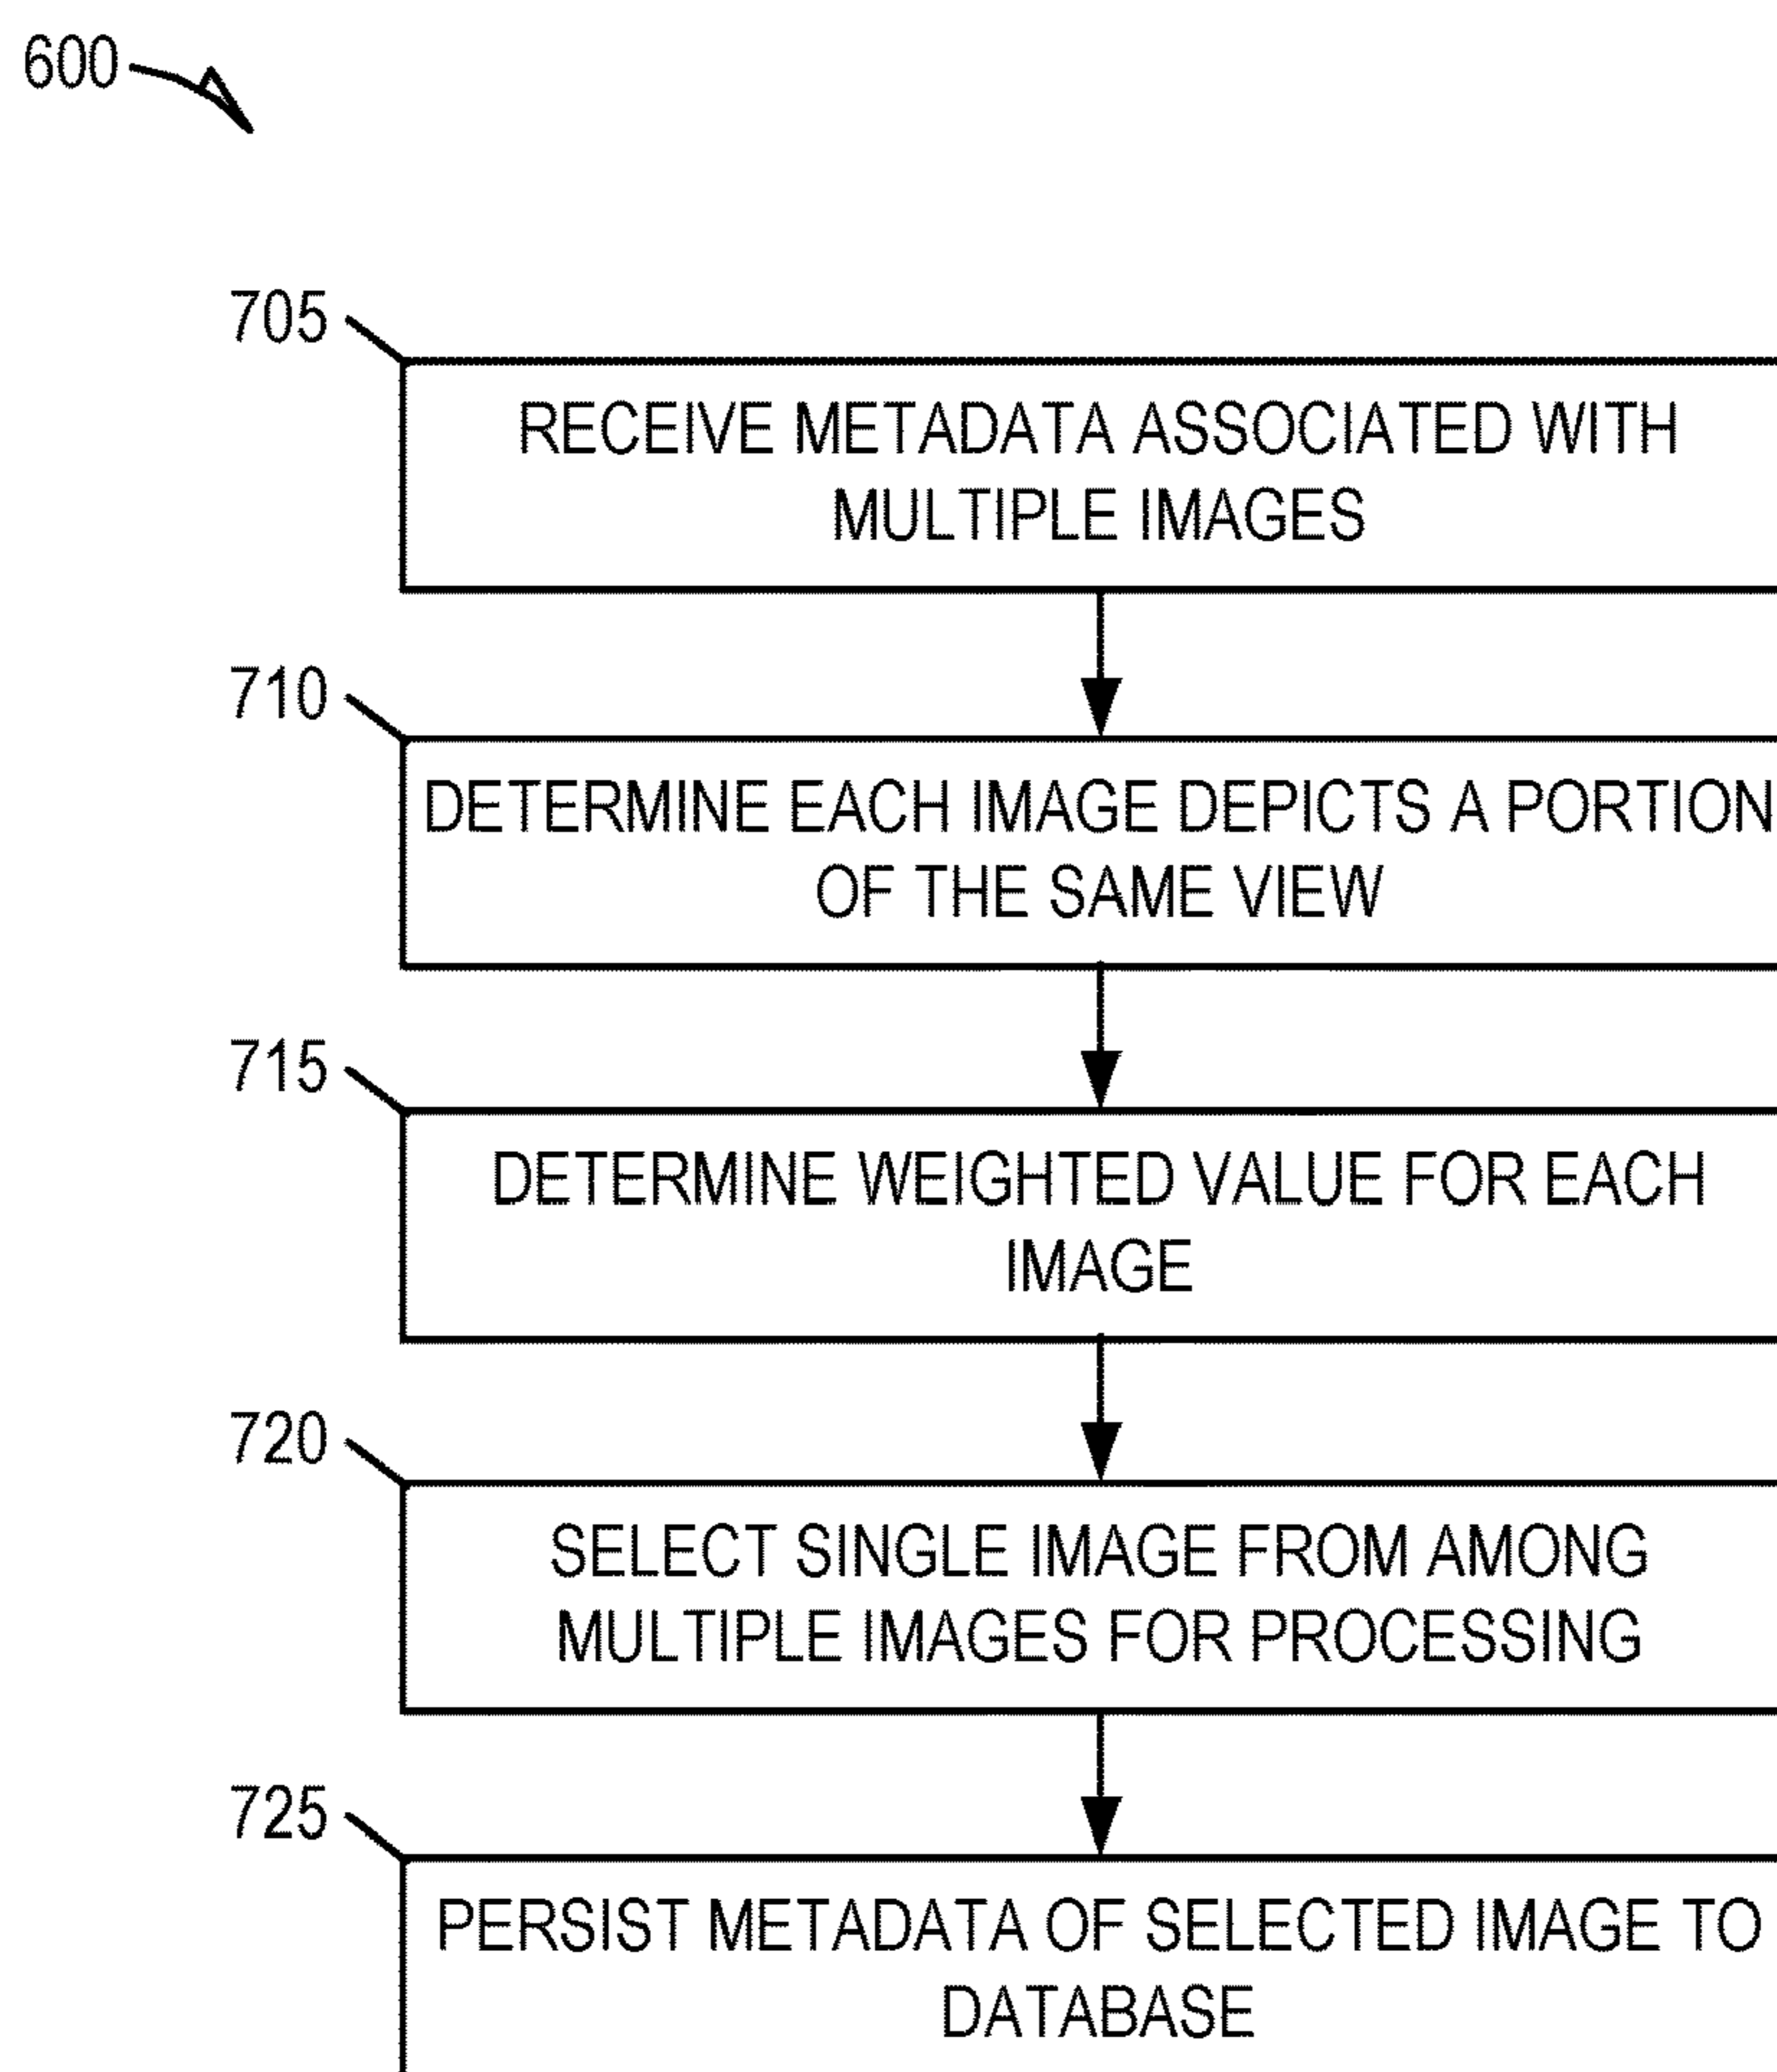 600
705
RECEIVE METADATA ASSOCIATED WITH
MULTIPLE IMAGES
710
DETERMINE EACH IMAGE DEPICTS A PORTION
OF THE SAME VIEW
715
DETERMINE WEIGHTED VALUE FOR EACH
IMAGE
720
SELECT SINGLE IMAGE FROM AMONG
MULTIPLE IMAGES FOR PROCESSING
725
PERSIST METADATA OF SELECTED IMAGE TO
DATABASE